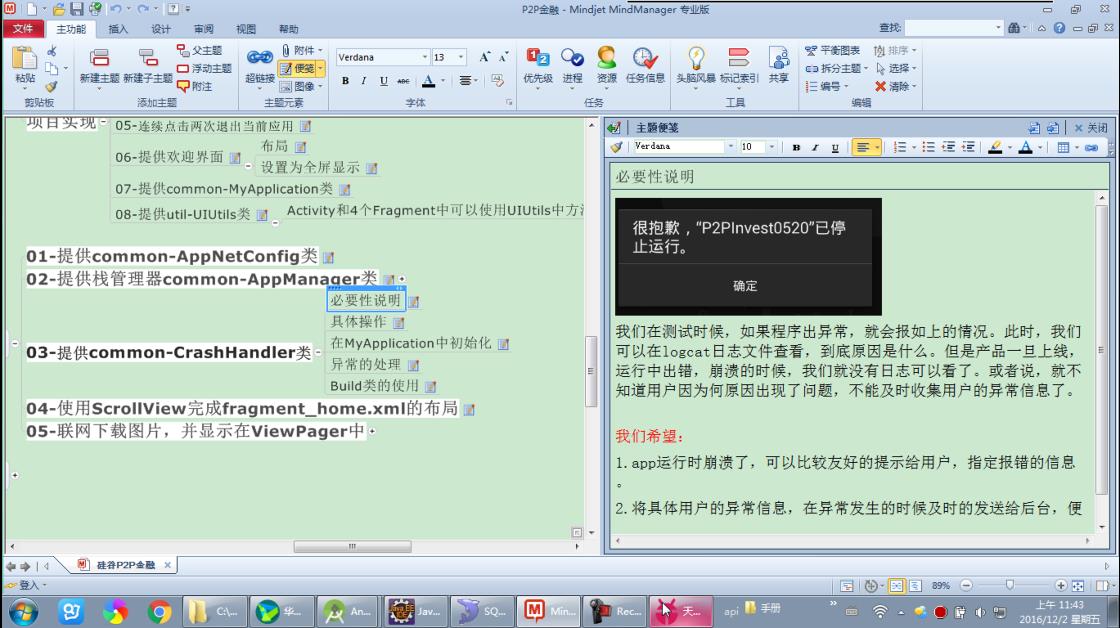 P2P金融 - Mindjet MindManager 专业版
文件 主功能 插入 设计 审阅 视图 帮助 查找:
粘贴 新建主题 新建子主题 父主题 浮动主题 附注 超链接 附件 便笺 图像 Verdana 13 优先级 进程 资源 任务信息 头脑风暴 标记索引 共享 平衡图表 拆分主题 编号 排序 选择 清除
B I U ABC A
剪贴板 添加主题 主题元素 字体 任务 工具 编辑
项目实现
05-连续点击两次退出当前应用
06-提供欢迎界面
布局
设置为全屏显示
07-提供common-MyApplication类
08-提供util-UIUtils类
Activity和4个Fragment中可以使用UIUtils中方
01-提供common-AppNetConfig类
02-提供栈管理器common-AppManager类
03-提供common-CrashHandler类
必要性说明
具体操作
在MyApplication中初始化
异常的处理
Build类的使用
04-使用ScrollView完成fragment_home.xml的布局
05-联网下载图片，并显示在ViewPager中
主题便笺 关闭
Verdana 10 B I U A
必要性说明
很抱歉，“P2PInvest0520”已停
止运行。
确定
我们在测试时候，如果程序出异常，就会报如上的情况。此时，我们
可以在logcat日志文件查看，到底原因是什么。但是产品一旦上线，
运行中出错，崩溃的时候，我们就没有日志可以看了。或者说，就不
知道用户因为何原因出现了问题，不能及时收集用户的异常信息了。
我们希望：
1.app运行时崩溃了，可以比较友好的提示给用户，指定报错的信息
。
2.将具体用户的异常信息，在异常发生的时候及时的发送给后台，便
硅谷P2P金融
登入 89%
C:\... 华... An... Jav... SQ... Min... Rec... 天... api 手册
上午 11:43
2016/12/2 星期五